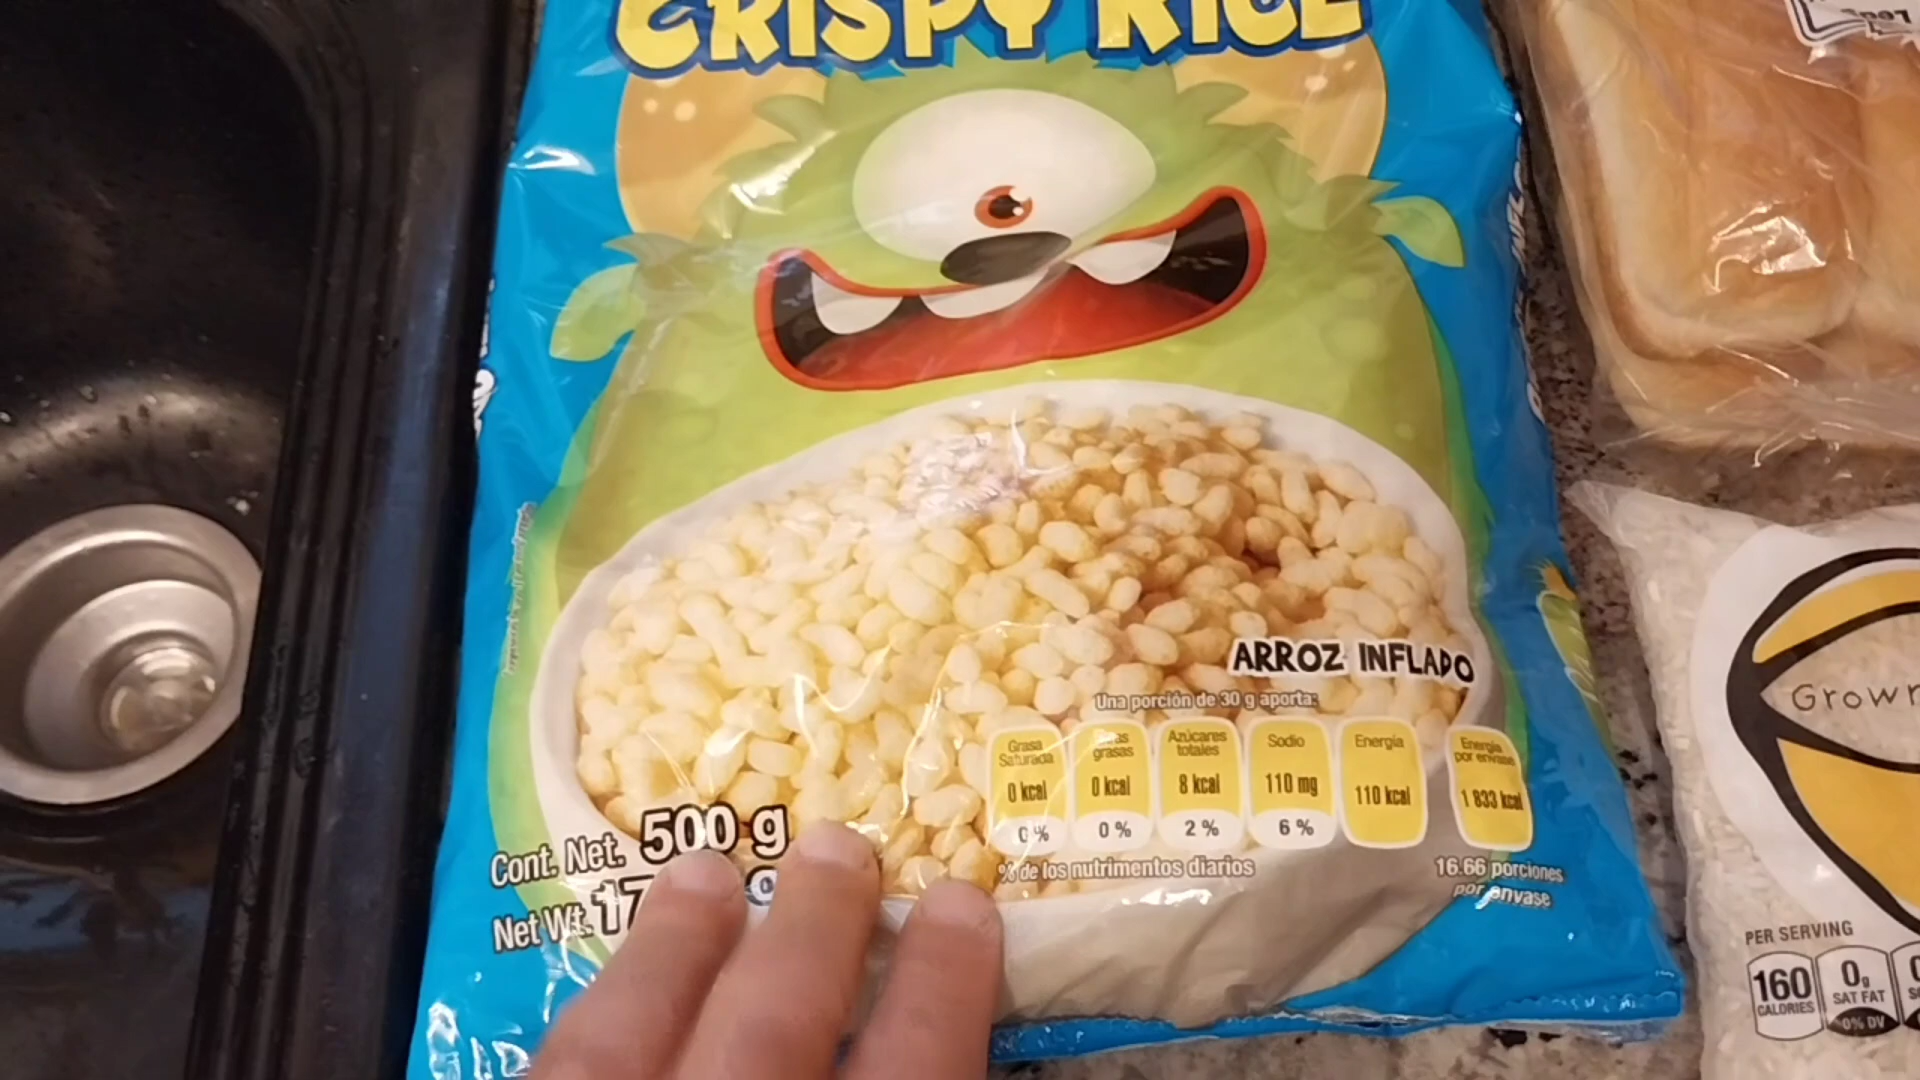 CRISPY RICE
ARROZ INFLADO
Una porción de 30 g aporta:
Grasa Saturada
0 kcal
0 %
grasas
0 kcal
0 %
Azúcares totales
8 kcal
2 %
Sodio
110 mg
6 %
Energía
110 kcal
Energía por envase
1 833 kcal
% de los nutrimentos diarios
16.66 porciones
por envase
Cont. Net. 500 g
Net Wt. 17
Grown
PER SERVING
160
CALORIES
0g
SAT FAT
0% DV